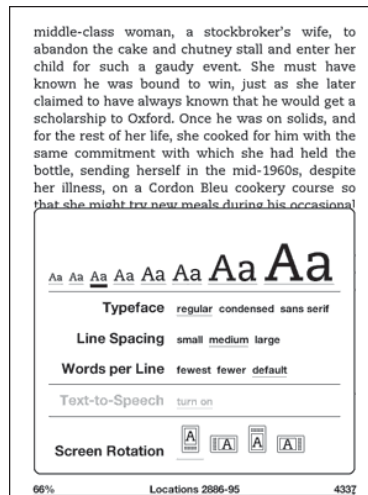 middle-class woman, a stockbroker's wife, to
abandon the cake and chutney stall and enter her
child for such a gaudy event. She must have
known he was bound to win, just as she later
claimed to have always known that he would get a
scholarship to Oxford. Once he was on solids, and
for the rest of her life, she cooked for him with the
same commitment with which she had held the
bottle, sending herself in the mid-1960s, despite
her illness, on a Cordon Bleu cookery course so
that she might try new meals during his occasional
Aa Aa Aa Aa Aa Aa Aa Aa
Typeface regular condensed sans serif
Line Spacing small medium large
Words per Line fewest fewer default
Text-to-Speech turn on
Screen Rotation A A A A
66% Locations 2886-95 4337